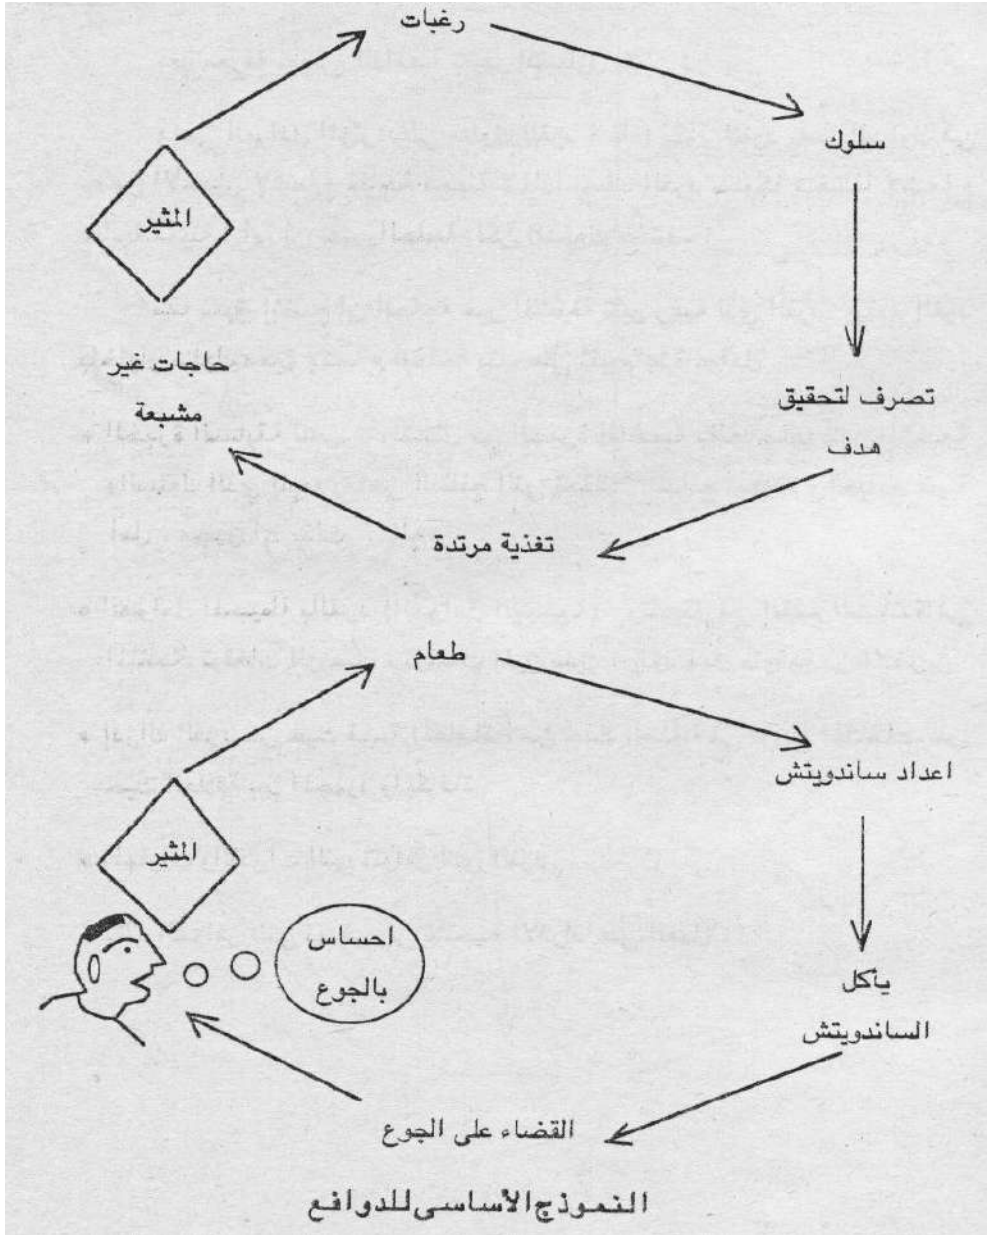 رغبات
سلوك
المثير
حاجات غير
مشبعة
تصرف لتحقيق
هدف
تغذية مرتدة
طعام
اعداد ساندويتش
المثير
احساس
بالجوع
يأكل
الساندويتش
القضاء على الجوع
النموذج الأساسى للدوافع